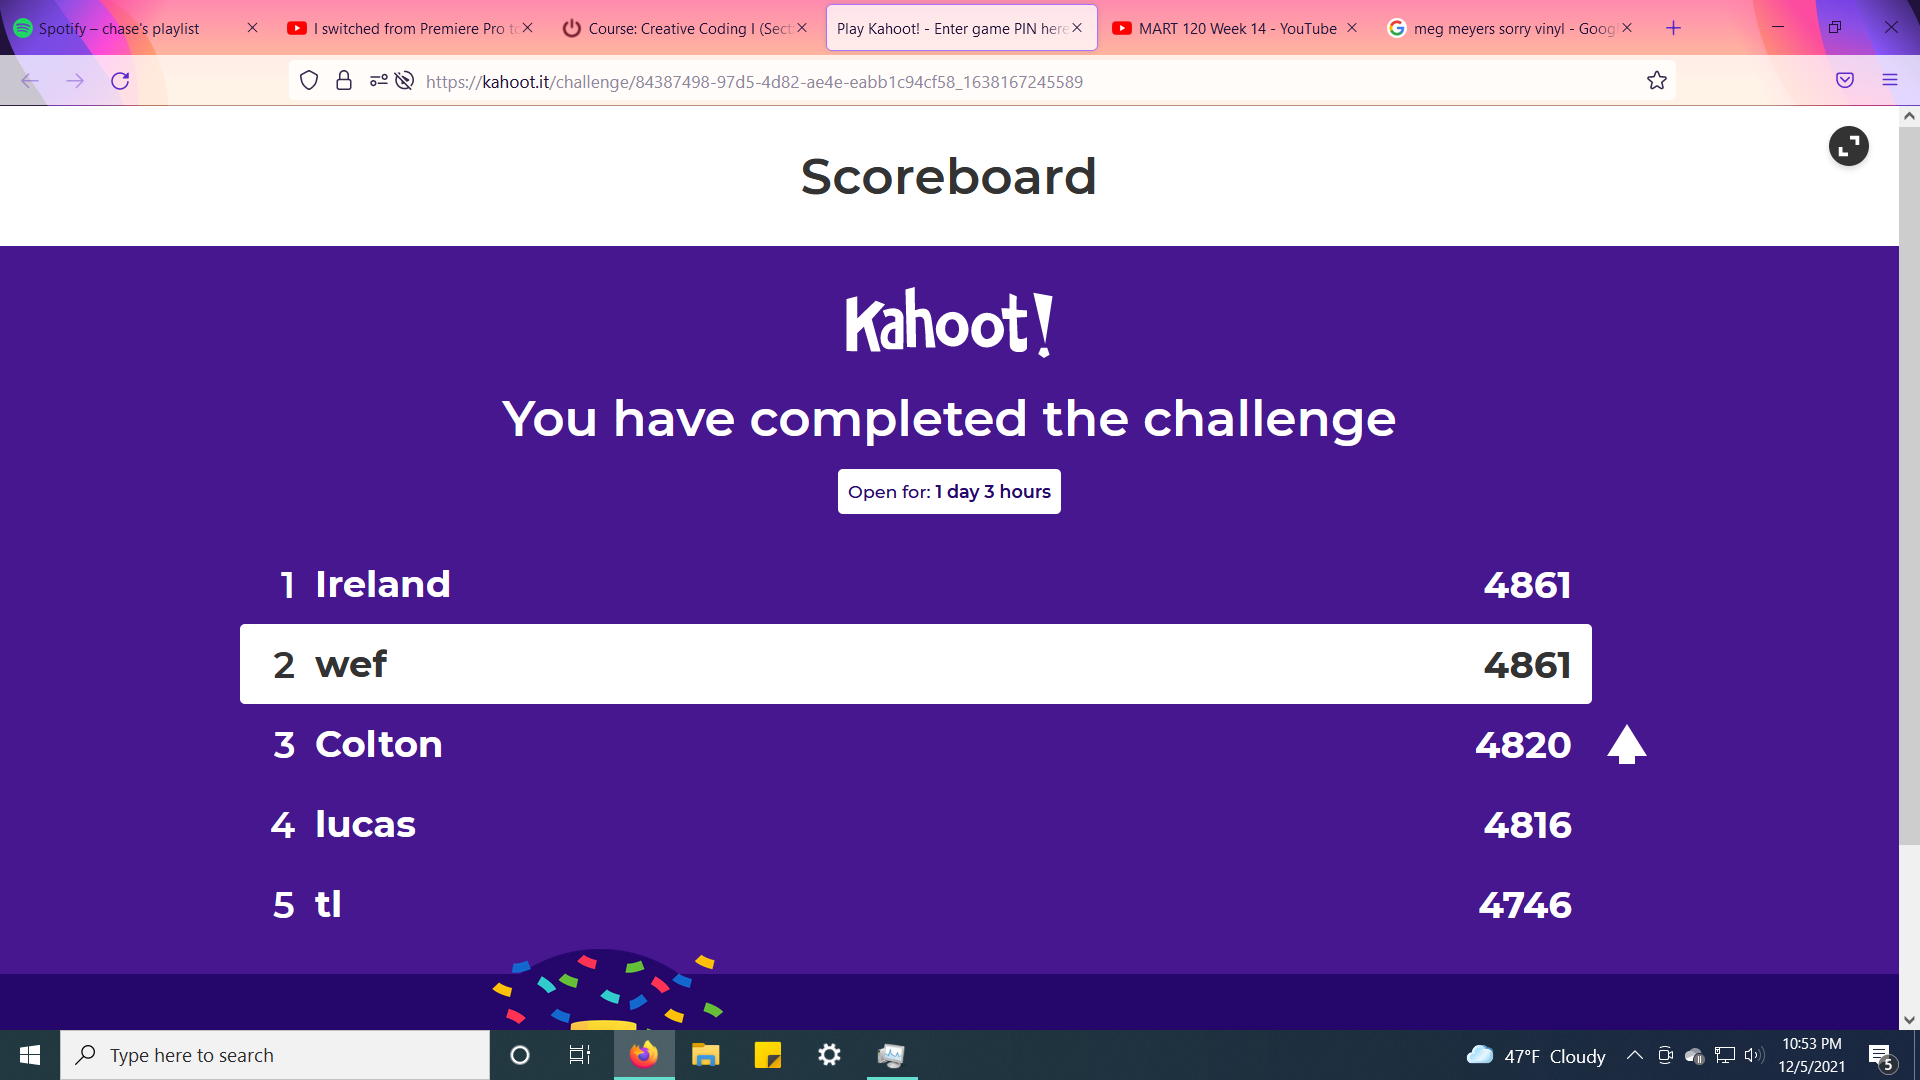 Spotify – chase's playlist
I switched from Premiere Pro to
Course: Creative Coding I (Sect
Play Kahoot! - Enter game PIN here
MART 120 Week 14 - YouTube
meg meyers sorry vinyl - Goog
https://kahoot.it/challenge/84387498-97d5-4d82-ae4e-eabb1c94cf58_1638167245589
Scoreboard
Kahoot!
You have completed the challenge
Open for: 1 day 3 hours
1 Ireland 4861
2 wef 4861
3 Colton 4820
4 lucas 4816
5 tl 4746
Type here to search
47°F Cloudy
10:53 PM
12/5/2021
5